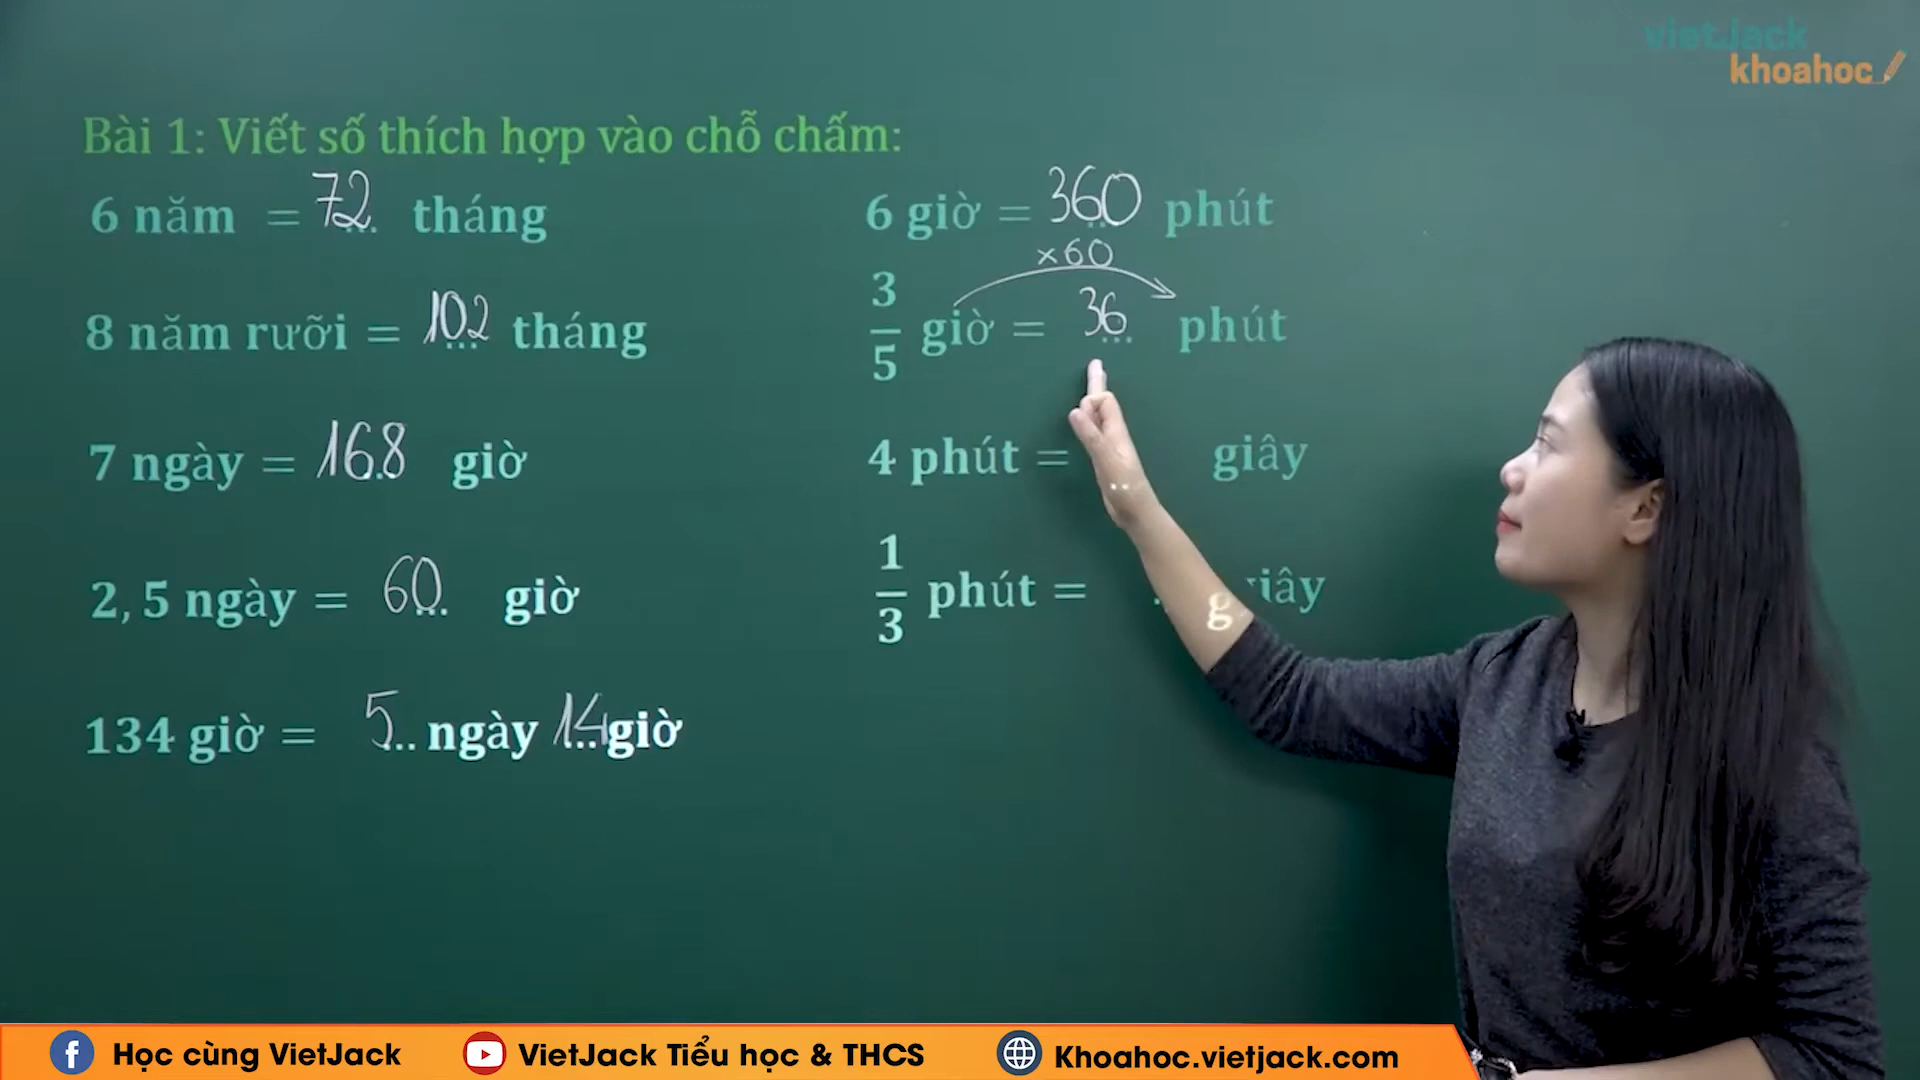 vietJack
khoahoc
Bài 1: Viết số thích hợp vào chỗ chấm:
6 năm = 72... tháng
8 năm rưỡi = 102... tháng
7 ngày = 168.. giờ
2,5 ngày = 60... giờ
134 giờ = 5... ngày 14...giờ
6 giờ = 360.. phút
×60
3/5 giờ = 36... phút
4 phút = .. giây
1/3 phút = . giây
Học cùng VietJack
VietJack Tiểu học & THCS
Khoahoc.vietjack.com